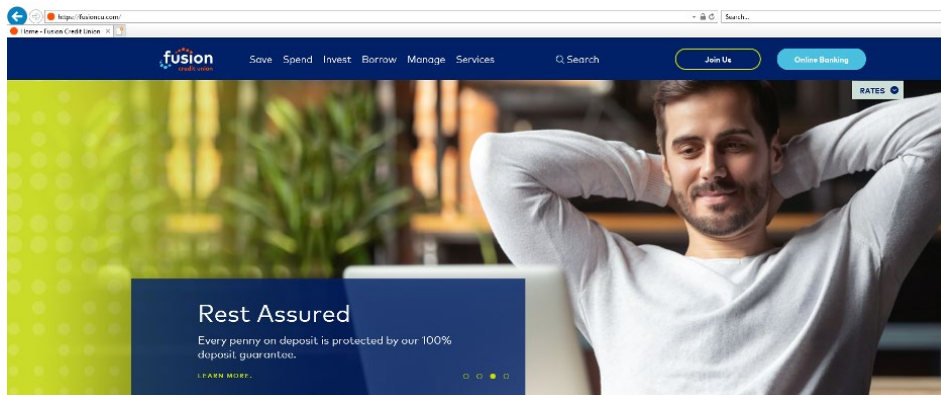 https://fusioncu.com/
Search...
Home - Fusion Credit Union
fusion
credit union
Save Spend Invest Borrow Manage Services
Search
Join Us
Online Banking
RATES
Rest Assured
Every penny on deposit is protected by our 100%
deposit guarantee.
LEARN MORE.